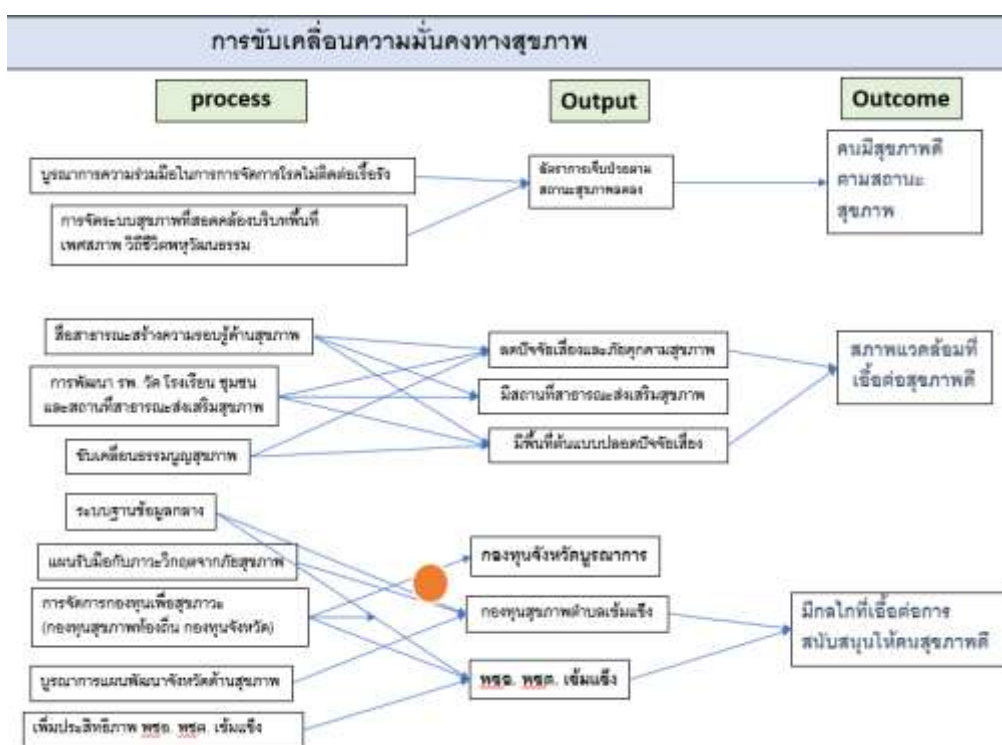 การขับเคลื่อนความมั่นคงทางสุขภาพ
process
Output
Outcome
บูรณาการความร่วมมือในการการจัดการโรคไม่ติดต่อเรื้อรัง
การจัดระบบสุขภาพที่สอดคล้องบริบทพื้นที่
เพศสภาพ วิถีชีวิตพหุวัฒนธรรม
อัตราการเจ็บป่วยตาม
สถานะสุขภาพลดลง
คนมีสุขภาพดี
ตามสถานะ
สุขภาพ
สื่อสาธารณะสร้างความรอบรู้ด้านสุขภาพ
การพัฒนา รพ. วัด โรงเรียน ชุมชน
และสถานที่สาธารณะส่งเสริมสุขภาพ
ขับเคลื่อนธรรมนูญสุขภาพ
ลดปัจจัยเสี่ยงและภัยคุกคามสุขภาพ
มีสถานที่สาธารณะส่งเสริมสุขภาพ
มีพื้นที่ต้นแบบปลอดปัจจัยเสี่ยง
สภาพแวดล้อมที่
เอื้อต่อสุขภาพดี
ระบบฐานข้อมูลกลาง
แผนรับมือกับภาวะวิกฤตจากภัยสุขภาพ
การจัดการกองทุนเพื่อสุขภาวะ
(กองทุนสุขภาพท้องถิ่น กองทุนจังหวัด)
บูรณาการแผนพัฒนาจังหวัดด้านสุขภาพ
เพิ่มประสิทธิภาพ พชอ. พชต. เข้มแข็ง
กองทุนจังหวัดบูรณาการ
กองทุนสุขภาพตำบลเข้มแข็ง
พชอ. พชต. เข้มแข็ง
มีกลไกที่เอื้อต่อการ
สนับสนุนให้คนสุขภาพดี